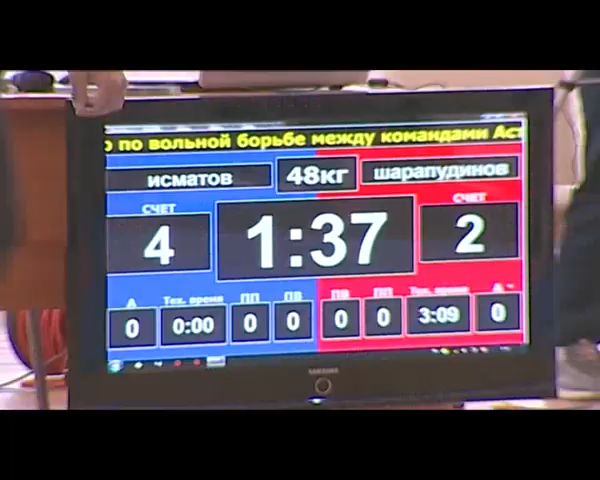 о по вольной борьбе между командами Аст
исматов 48кг шарапудинов
СЧЕТ СЧЕТ
4 1:37 2
А Тех. время ПП ПВ ПВ ПП Тех. время А
0 0:00 0 0 0 0 3:09 0
SAMSUNG